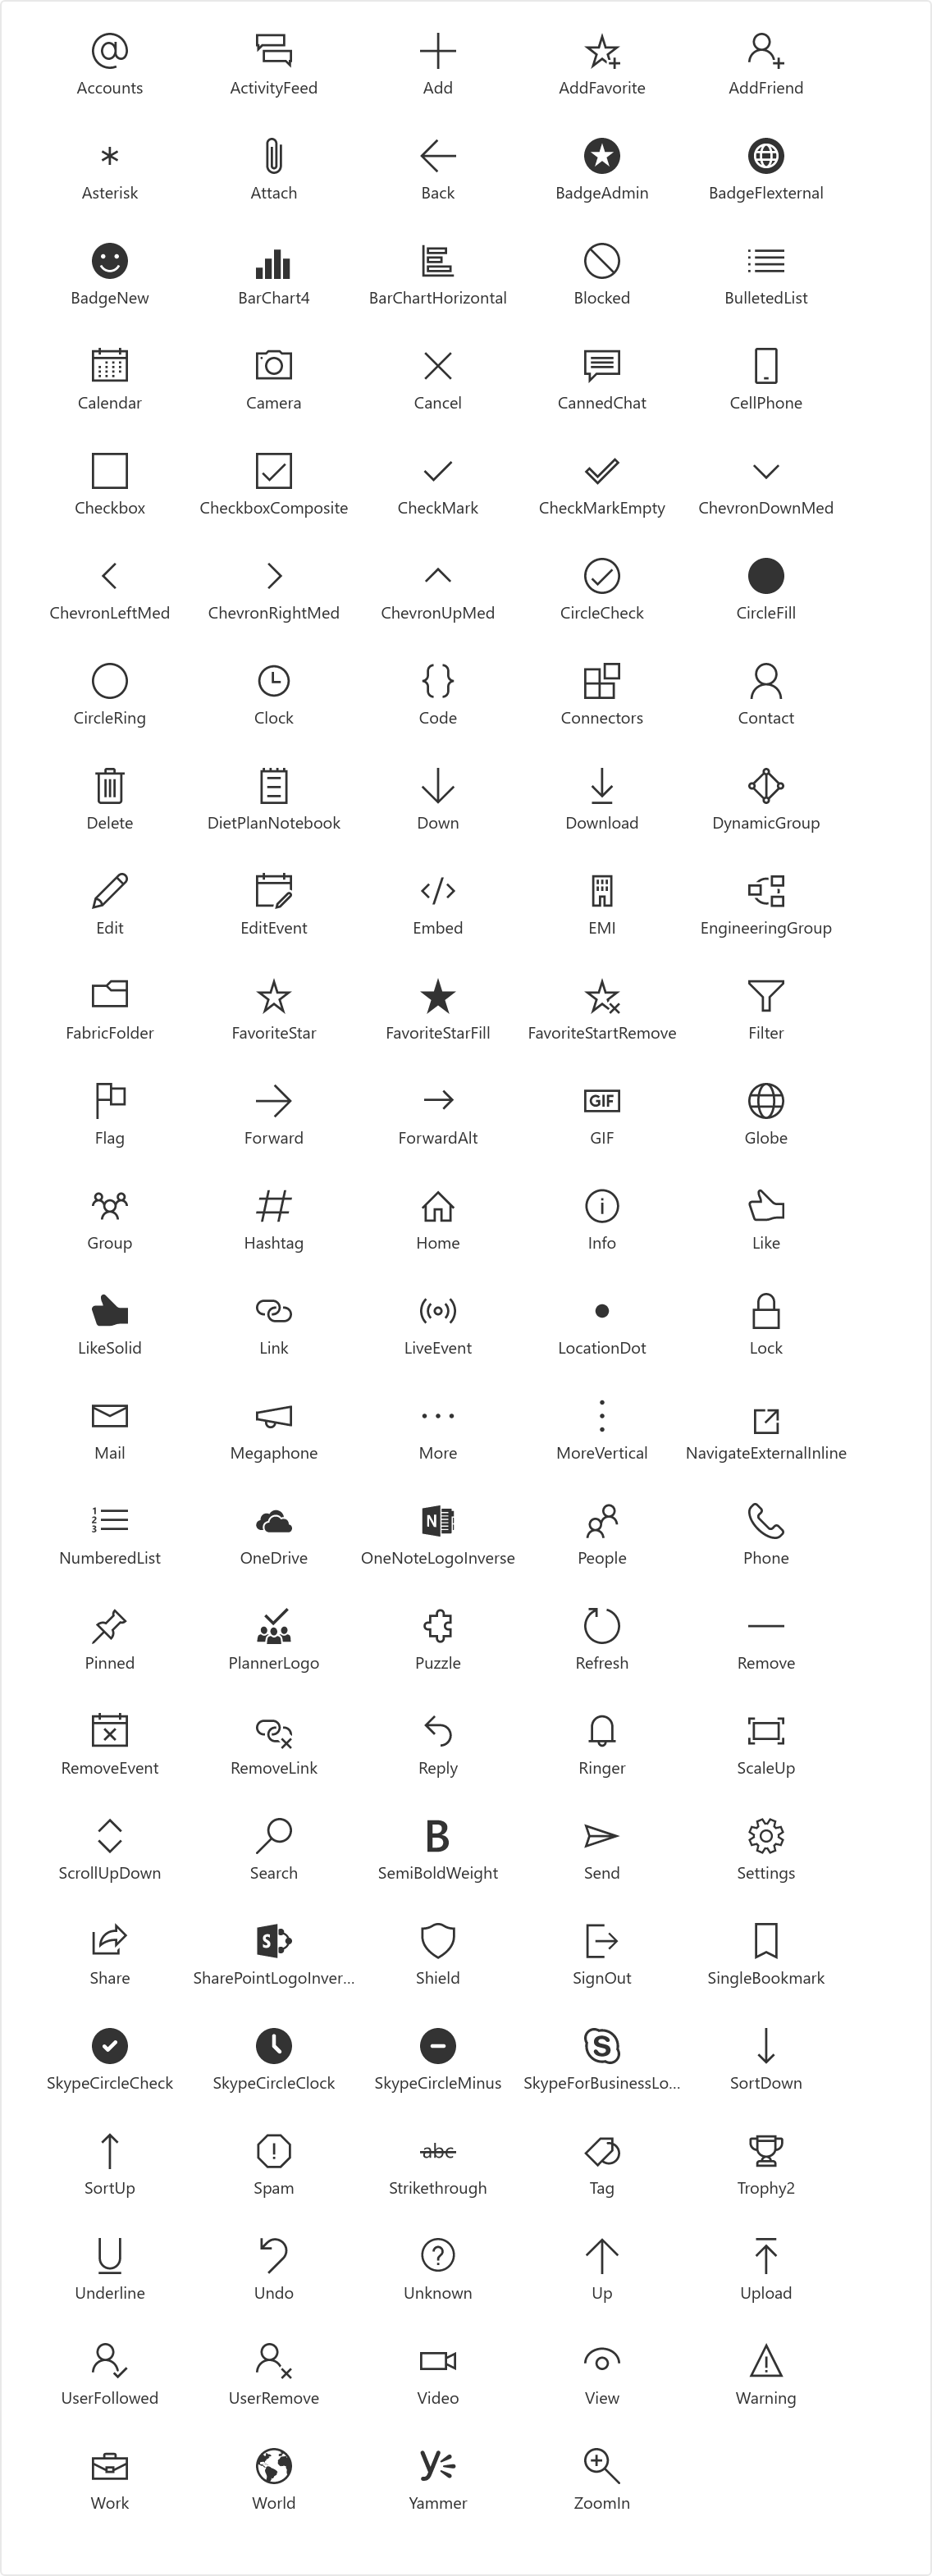 Accounts ActivityFeed Add AddFavorite AddFriend
Asterisk Attach Back BadgeAdmin BadgeFlexternal
BadgeNew BarChart4 BarChartHorizontal Blocked BulletedList
Calendar Camera Cancel CannedChat CellPhone
Checkbox CheckboxComposite CheckMark CheckMarkEmpty ChevronDownMed
ChevronLeftMed ChevronRightMed ChevronUpMed CircleCheck CircleFill
CircleRing Clock Code Connectors Contact
Delete DietPlanNotebook Down Download DynamicGroup
Edit EditEvent Embed EMI EngineeringGroup
FabricFolder FavoriteStar FavoriteStarFill FavoriteStartRemove Filter
GIF
Flag Forward ForwardAlt GIF Globe
Group Hashtag Home Info Like
LikeSolid Link LiveEvent LocationDot Lock
Mail Megaphone More MoreVertical NavigateExternalInline
1
2
3
N
NumberedList OneDrive OneNoteLogoInverse People Phone
Pinned PlannerLogo Puzzle Refresh Remove
RemoveEvent RemoveLink Reply Ringer ScaleUp
B
ScrollUpDown Search SemiBoldWeight Send Settings
S
Share SharePointLogoInver... Shield SignOut SingleBookmark
S
SkypeCircleCheck SkypeCircleClock SkypeCircleMinus SkypeForBusinessLo... SortDown
abc
SortUp Spam Strikethrough Tag Trophy2
U
Underline Undo Unknown Up Upload
UserFollowed UserRemove Video View Warning
Work World Yammer ZoomIn